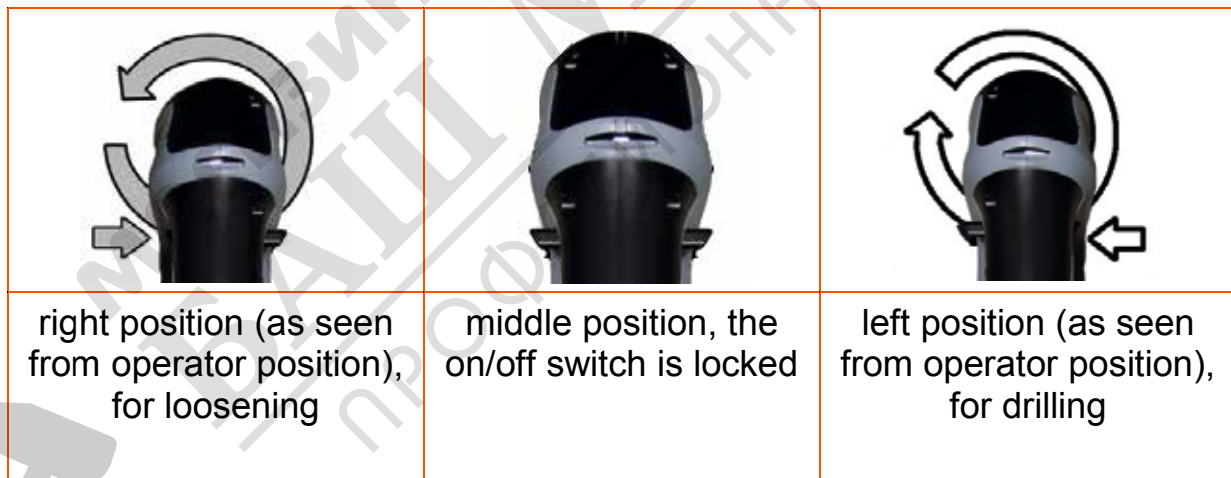 right position (as seen
from operator position),
for loosening
middle position, the
on/off switch is locked
left position (as seen
from operator position),
for drilling
БАШ